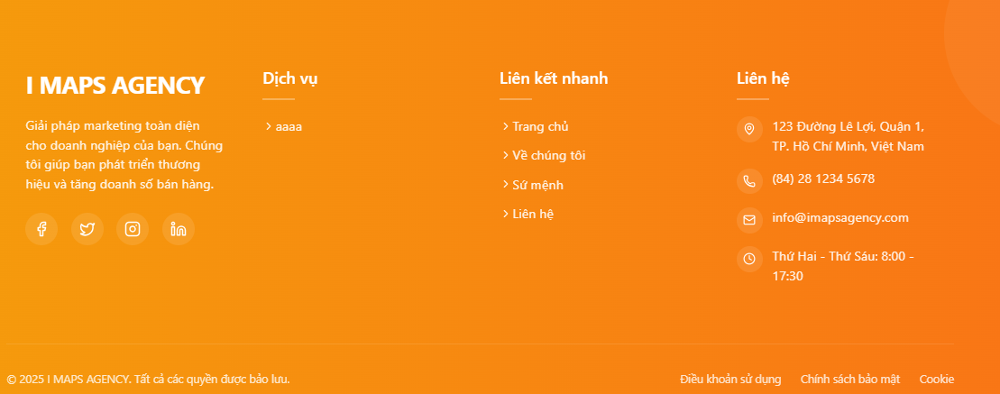 I MAPS AGENCY
Giải pháp marketing toàn diện
cho doanh nghiệp của bạn. Chúng
tôi giúp bạn phát triển thương
hiệu và tăng doanh số bán hàng.
Dịch vụ
aaaa
Liên kết nhanh
Trang chủ
Về chúng tôi
Sứ mệnh
Liên hệ
Liên hệ
123 Đường Lê Lợi, Quận 1,
TP. Hồ Chí Minh, Việt Nam
(84) 28 1234 5678
info@imapsagency.com
Thứ Hai - Thứ Sáu: 8:00 -
17:30
© 2025 I MAPS AGENCY. Tất cả các quyền được bảo lưu.
Điều khoản sử dụng
Chính sách bảo mật
Cookie